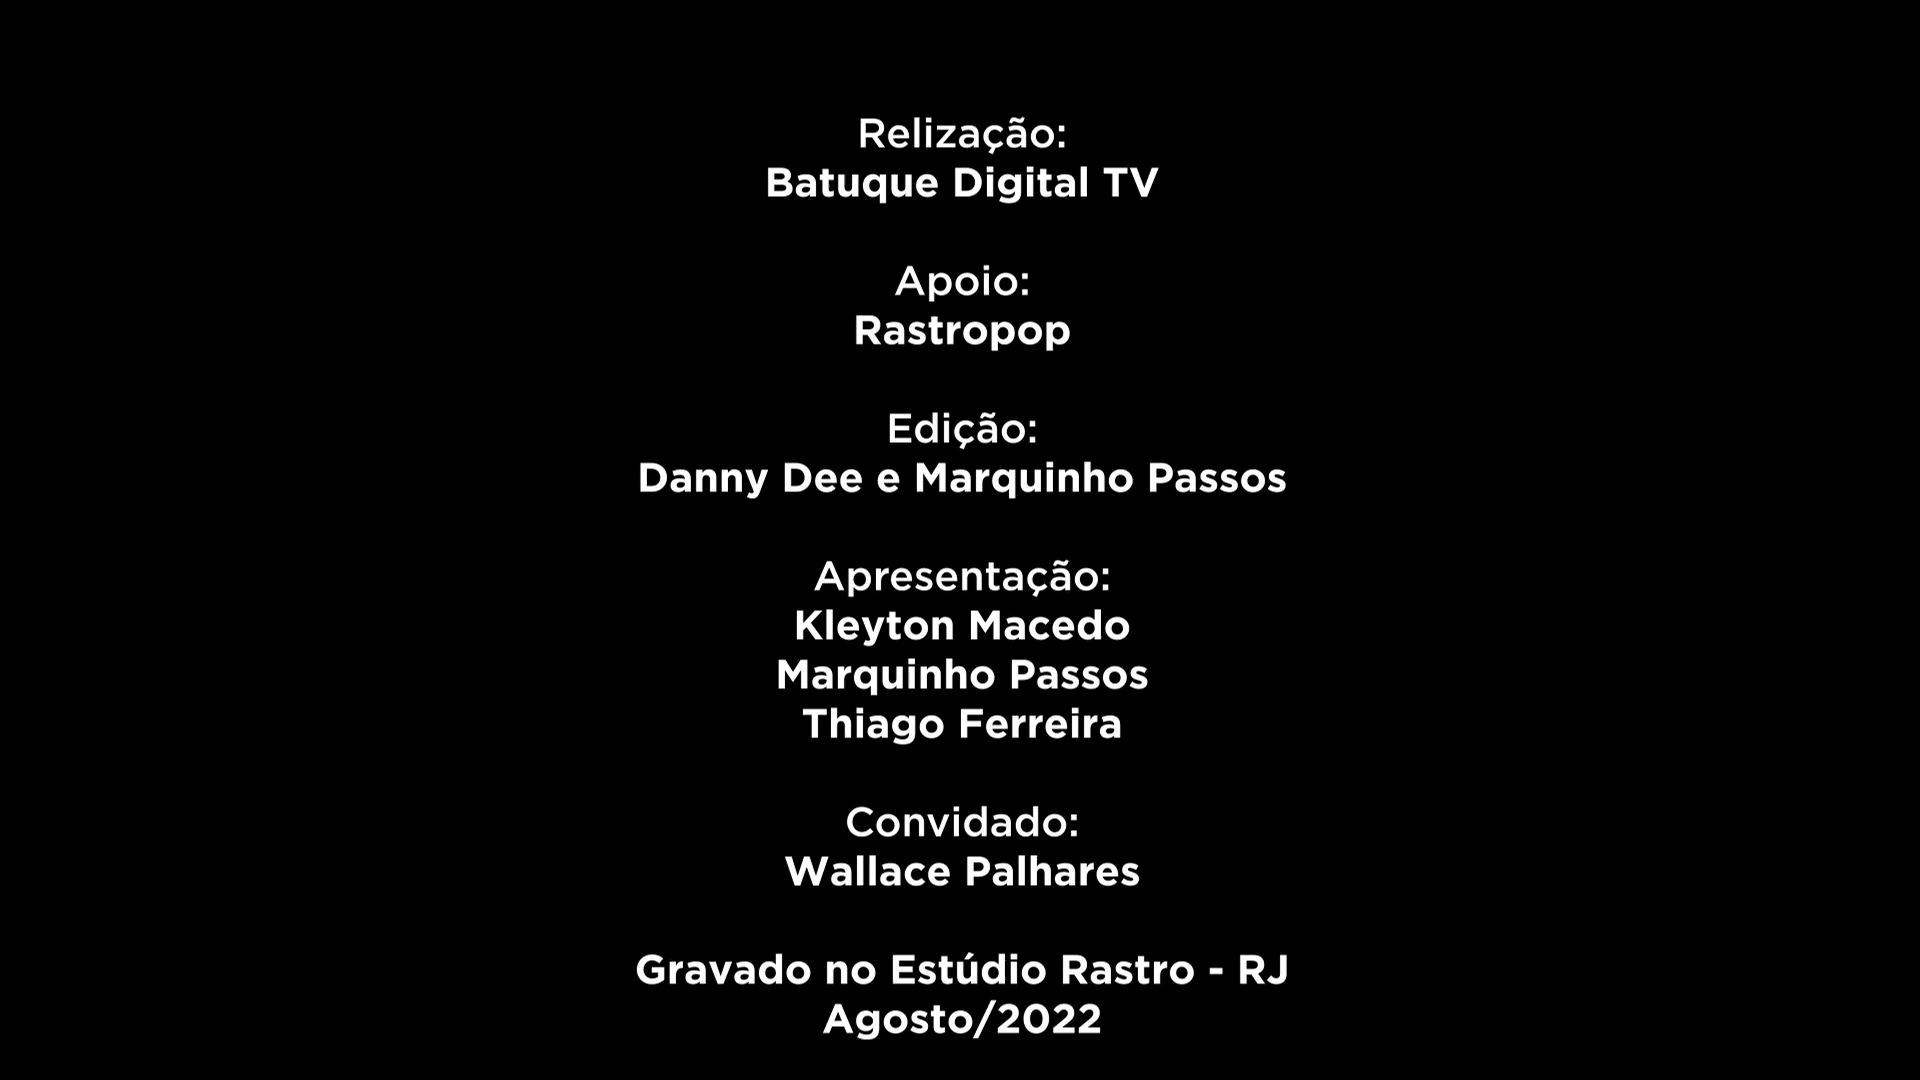 Relização:
Batuque Digital TV
Apoio:
Rastropop
Edição:
Danny Dee e Marquinho Passos
Apresentação:
Kleyton Macedo
Marquinho Passos
Thiago Ferreira
Convidado:
Wallace Palhares
Gravado no Estúdio Rastro - RJ
Agosto/2022